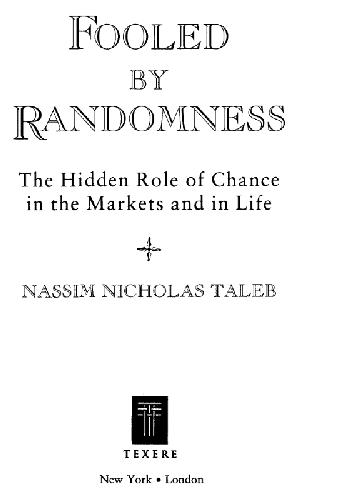 FOOLED
BY
RANDOMNESS
The Hidden Role of Chance
in the Markets and in Life
NASSIM NICHOLAS TALEB
TEXERE
New York • London